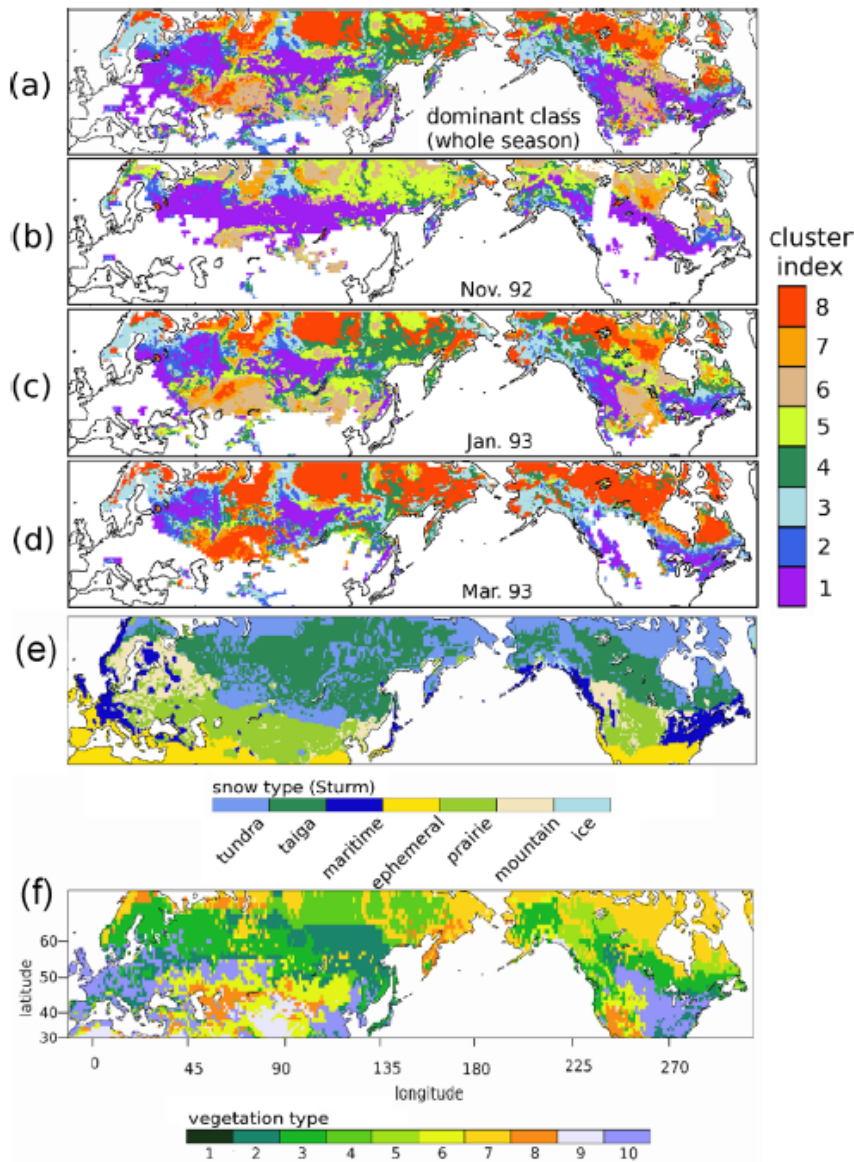 (a)
dominant class
(whole season)
(b)
Nov. 92
cluster
index
8
7
6
5
4
3
2
1
(c)
Jan. 93
(d)
Mar. 93
(e)
snow type (Sturm)
tundra
taiga
maritime
ephemeral
prairie
mountain
ice
(f)
latitude
60
50
40
30
0 45 90 135 180 225 270
longitude
vegetation type
1 2 3 4 5 6 7 8 9 10